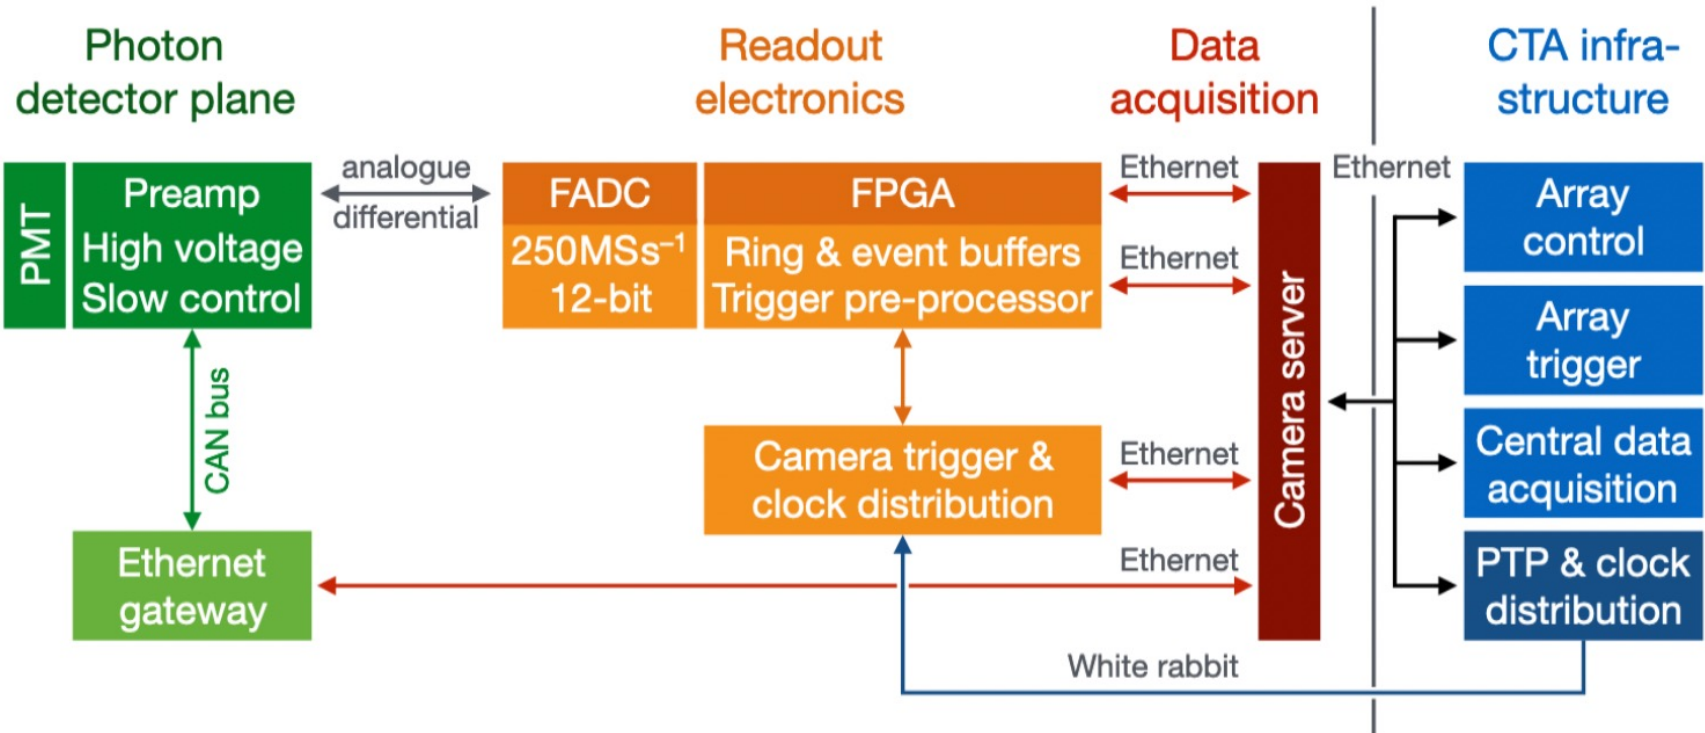 Photon
detector plane
Readout
electronics
Data
acquisition
CTA infra-
structure
PMT
Preamp
High voltage
Slow control
analogue
differential
FADC
250MSs⁻¹
12-bit
FPGA
Ring & event buffers
Trigger pre-processor
Ethernet
Ethernet
Camera server
Ethernet
Array
control
Array
trigger
Central data
acquisition
PTP & clock
distribution
CAN bus
Camera trigger &
clock distribution
Ethernet
Ethernet
gateway
Ethernet
White rabbit